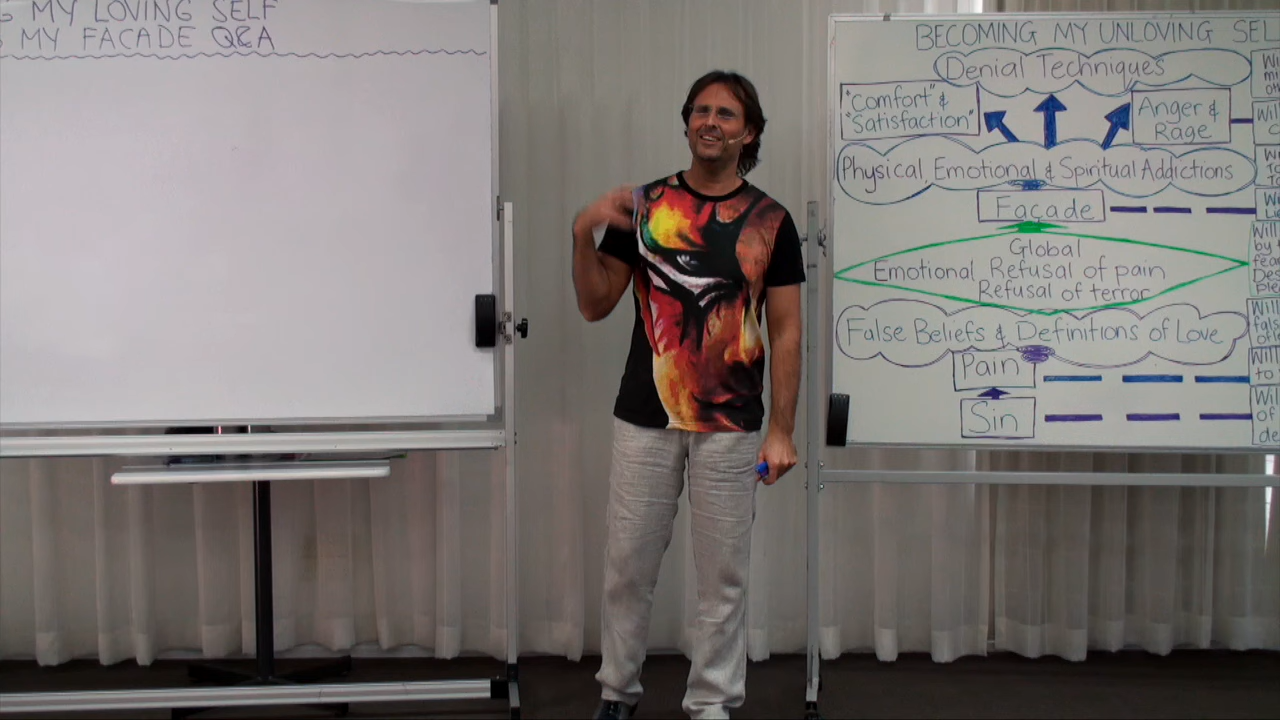 MY LOVING SELF
MY FACADE Q&A
BECOMING MY UNLOVING SEL
Denial Techniques
"Comfort" &
"Satisfaction"
Anger &
Rage
Physical, Emotional & Spiritual Addictions
Façade
Global
Emotional Refusal of pain
Refusal of terror
False Beliefs & Definitions of Love
Pain
Sin